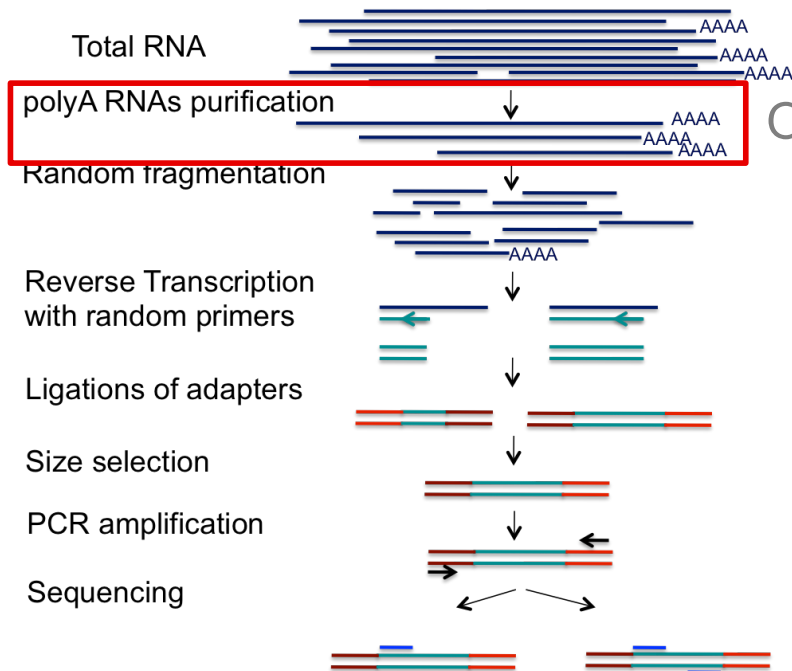 AAAA
Total RNA
AAAA
AAAA
polyA RNAs purification
AAAA
AAAA
AAAA
Random fragmentation
AAAA
Reverse Transcription
with random primers
Ligations of adapters
Size selection
PCR amplification
Sequencing